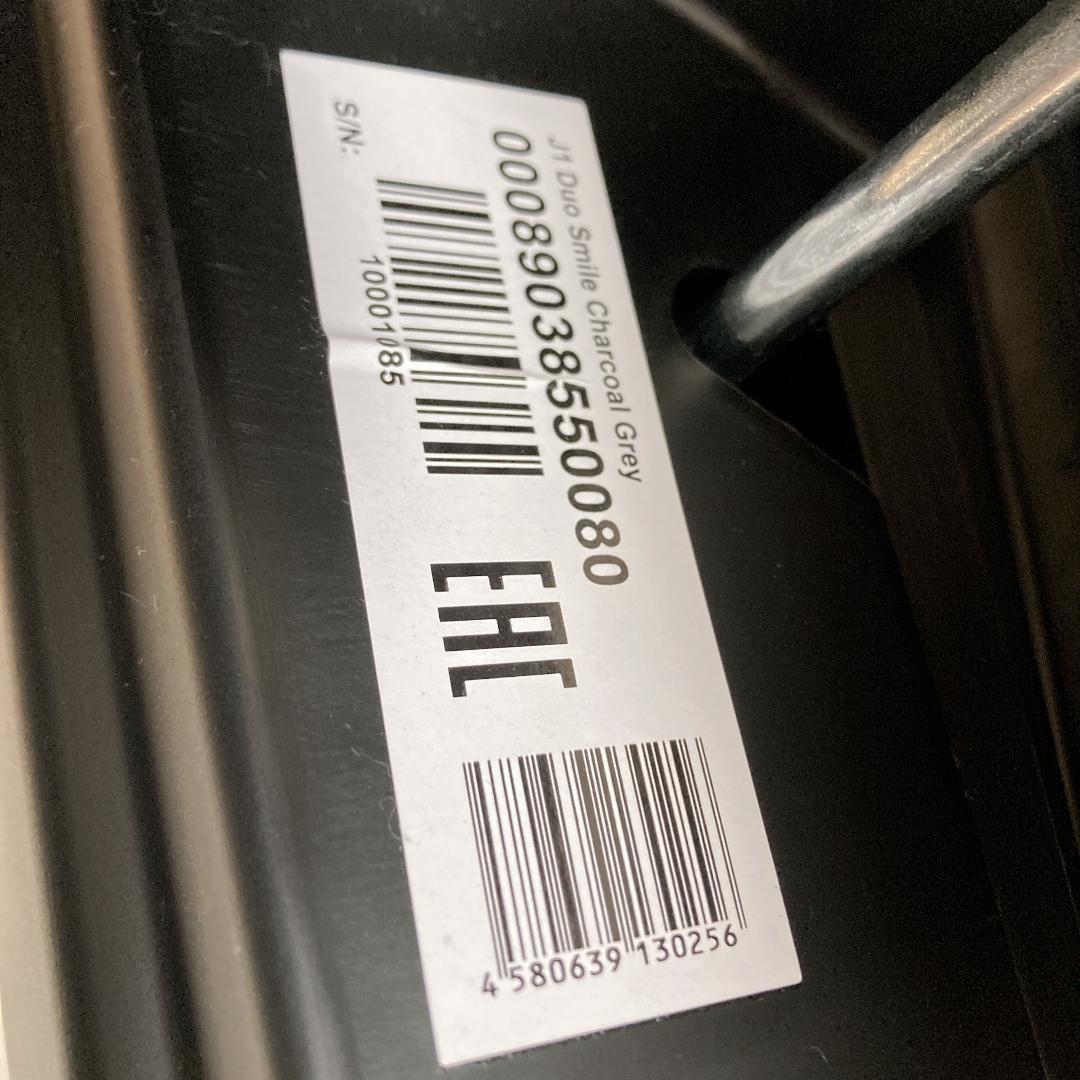 J1 Duo Smile Charcoal Grey
00089038550080
S/N:
10001085
EAC
4 580639 130256